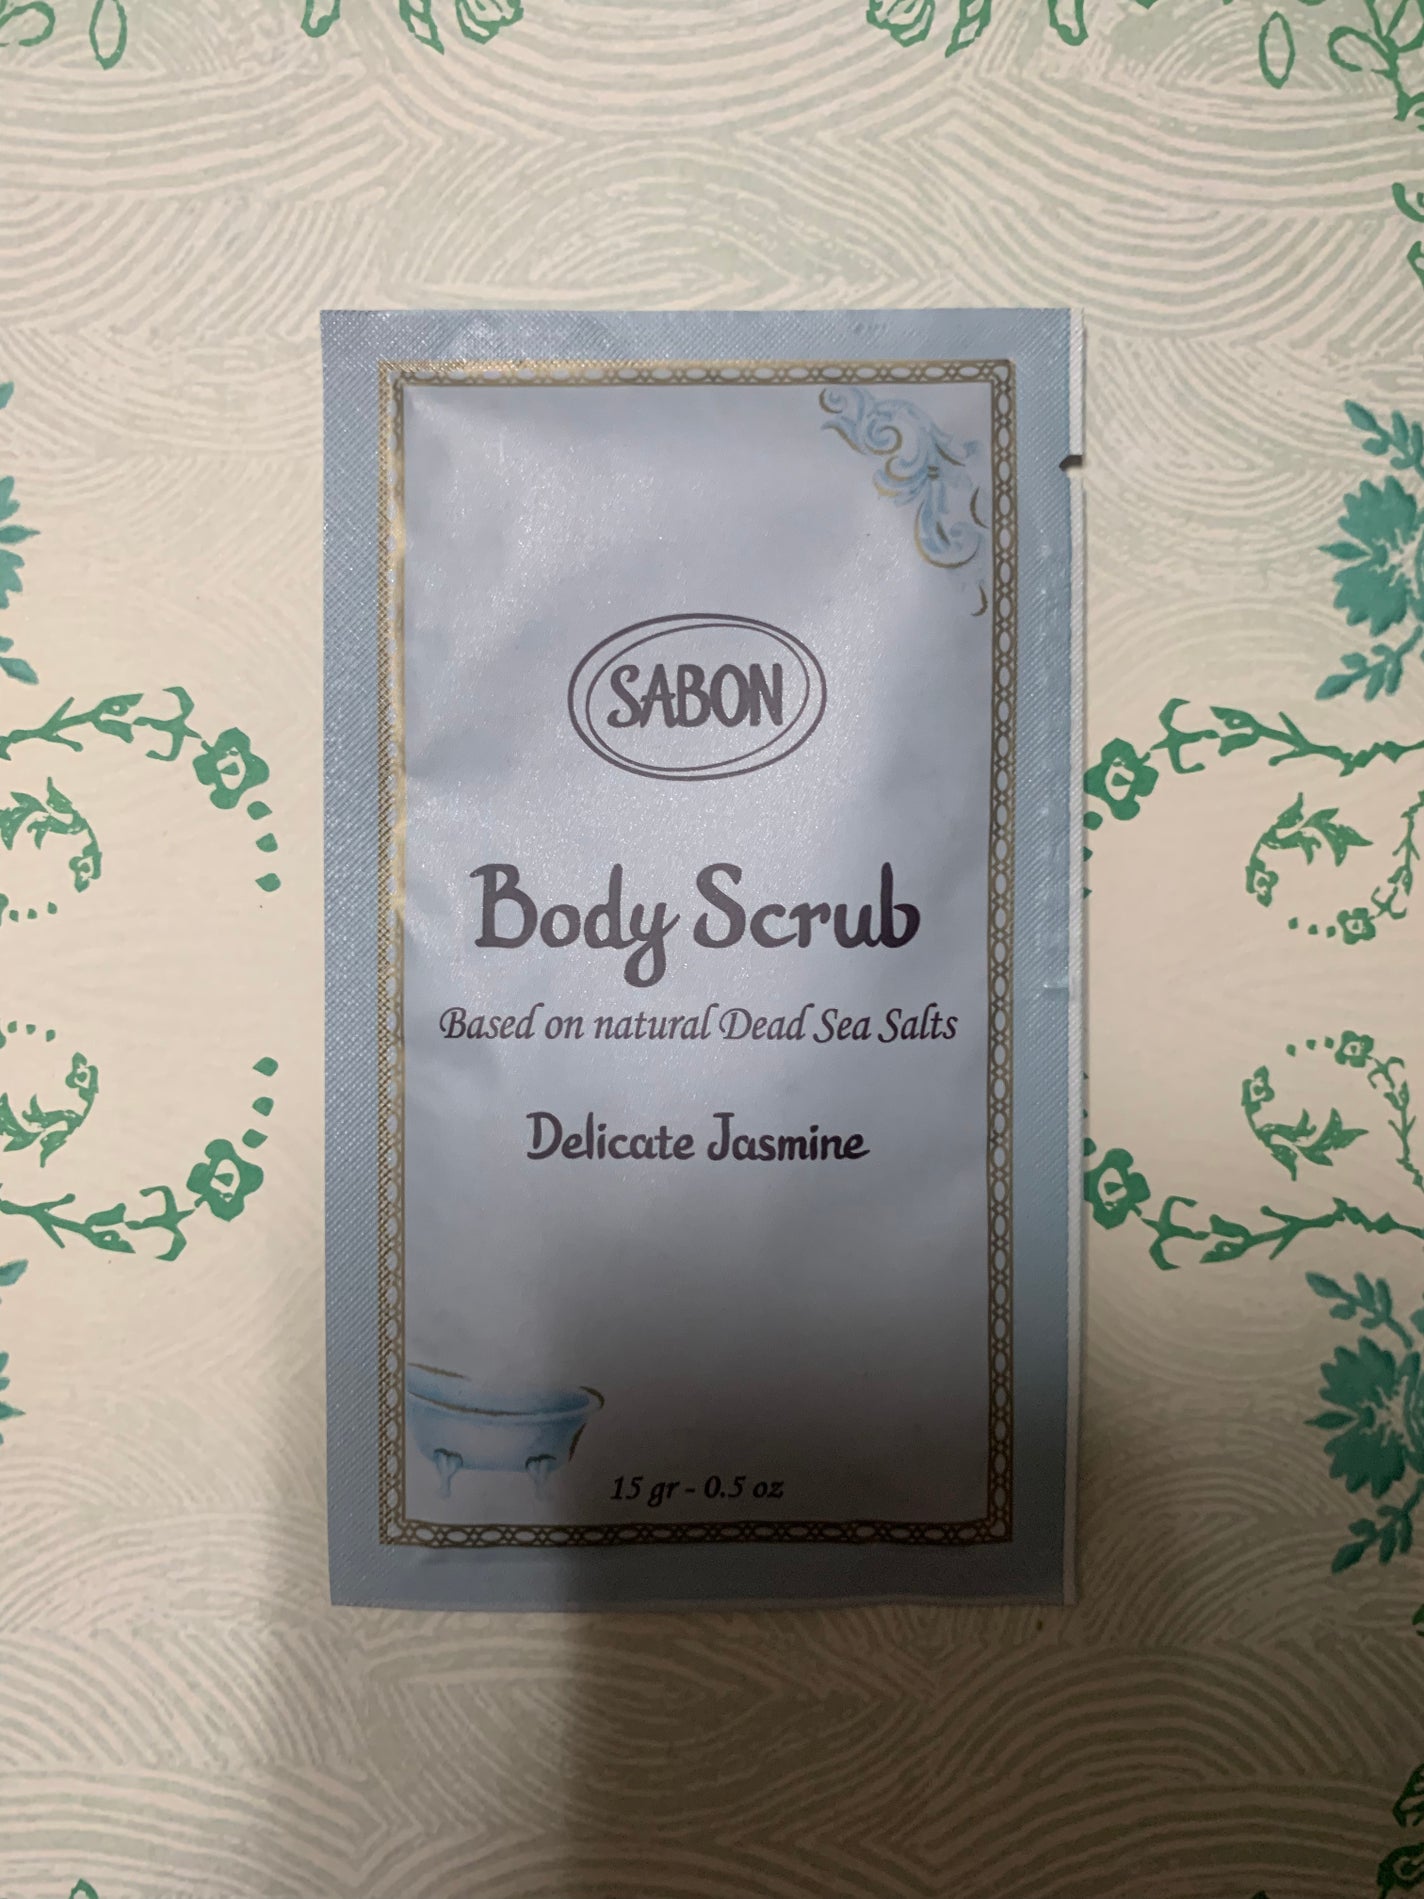 SABON
Body Scrub
Based on natural Dead Sea Salts
Delicate Jasmine
15 gr - 0.5 oz